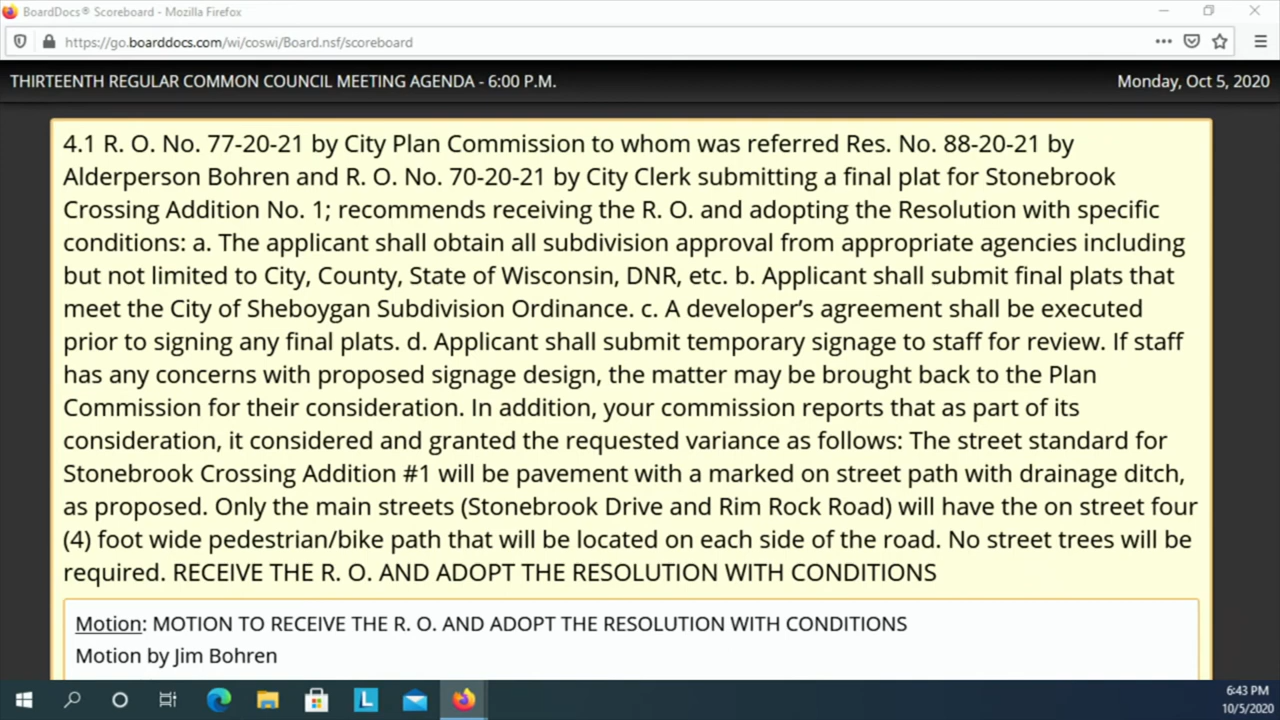 BoardDocs® Scoreboard - Mozilla Firefox
https://go.boarddocs.com/wi/coswi/Board.nsf/scoreboard
THIRTEENTH REGULAR COMMON COUNCIL MEETING AGENDA - 6:00 P.M. Monday, Oct 5, 2020
4.1 R. O. No. 77-20-21 by City Plan Commission to whom was referred Res. No. 88-20-21 by
Alderperson Bohren and R. O. No. 70-20-21 by City Clerk submitting a final plat for Stonebrook
Crossing Addition No. 1; recommends receiving the R. O. and adopting the Resolution with specific
conditions: a. The applicant shall obtain all subdivision approval from appropriate agencies including
but not limited to City, County, State of Wisconsin, DNR, etc. b. Applicant shall submit final plats that
meet the City of Sheboygan Subdivision Ordinance. c. A developer’s agreement shall be executed
prior to signing any final plats. d. Applicant shall submit temporary signage to staff for review. If staff
has any concerns with proposed signage design, the matter may be brought back to the Plan
Commission for their consideration. In addition, your commission reports that as part of its
consideration, it considered and granted the requested variance as follows: The street standard for
Stonebrook Crossing Addition #1 will be pavement with a marked on street path with drainage ditch,
as proposed. Only the main streets (Stonebrook Drive and Rim Rock Road) will have the on street four
(4) foot wide pedestrian/bike path that will be located on each side of the road. No street trees will be
required. RECEIVE THE R. O. AND ADOPT THE RESOLUTION WITH CONDITIONS
Motion: MOTION TO RECEIVE THE R. O. AND ADOPT THE RESOLUTION WITH CONDITIONS
Motion by Jim Bohren
L
6:43 PM
10/5/2020